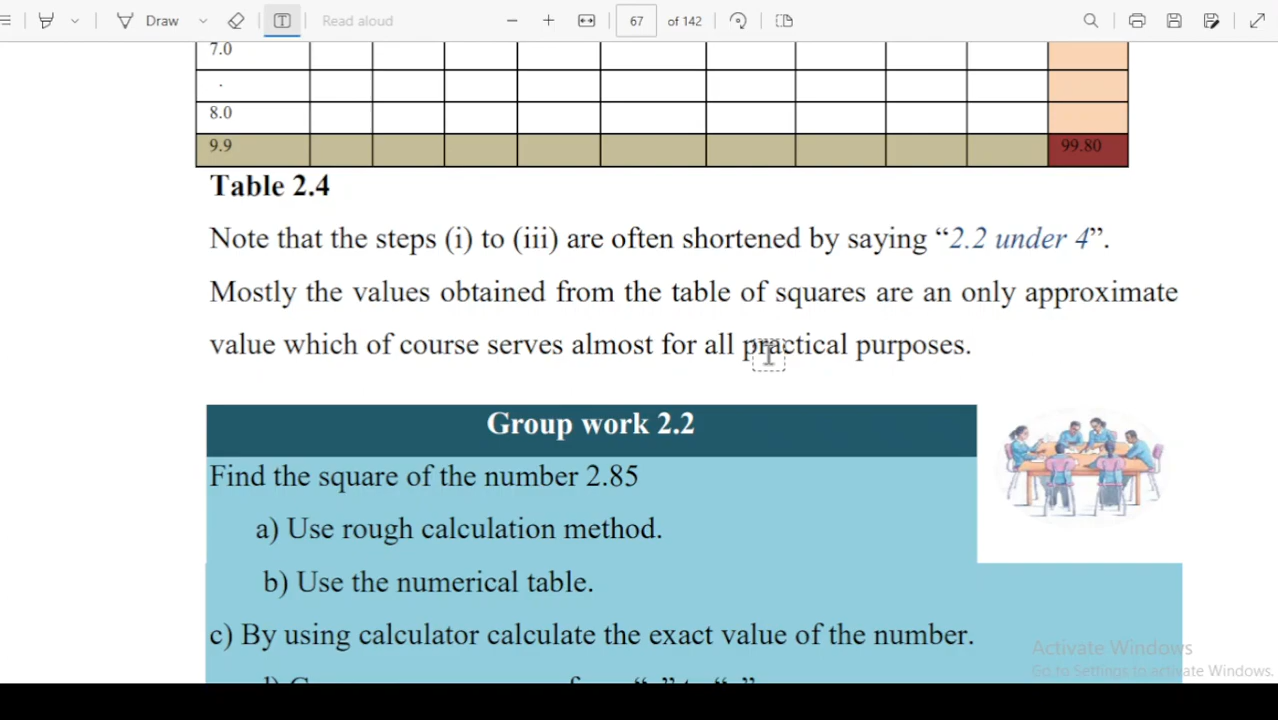 Draw
Read aloud
67 of 142
7.0
.
8.0
9.9 99.80
Table 2.4
Note that the steps (i) to (iii) are often shortened by saying “2.2 under 4”.
Mostly the values obtained from the table of squares are an only approximate
value which of course serves almost for all practical purposes.
Group work 2.2
Find the square of the number 2.85
a) Use rough calculation method.
b) Use the numerical table.
c) By using calculator calculate the exact value of the number.
Activate Windows
Go to Settings to activate Windows.